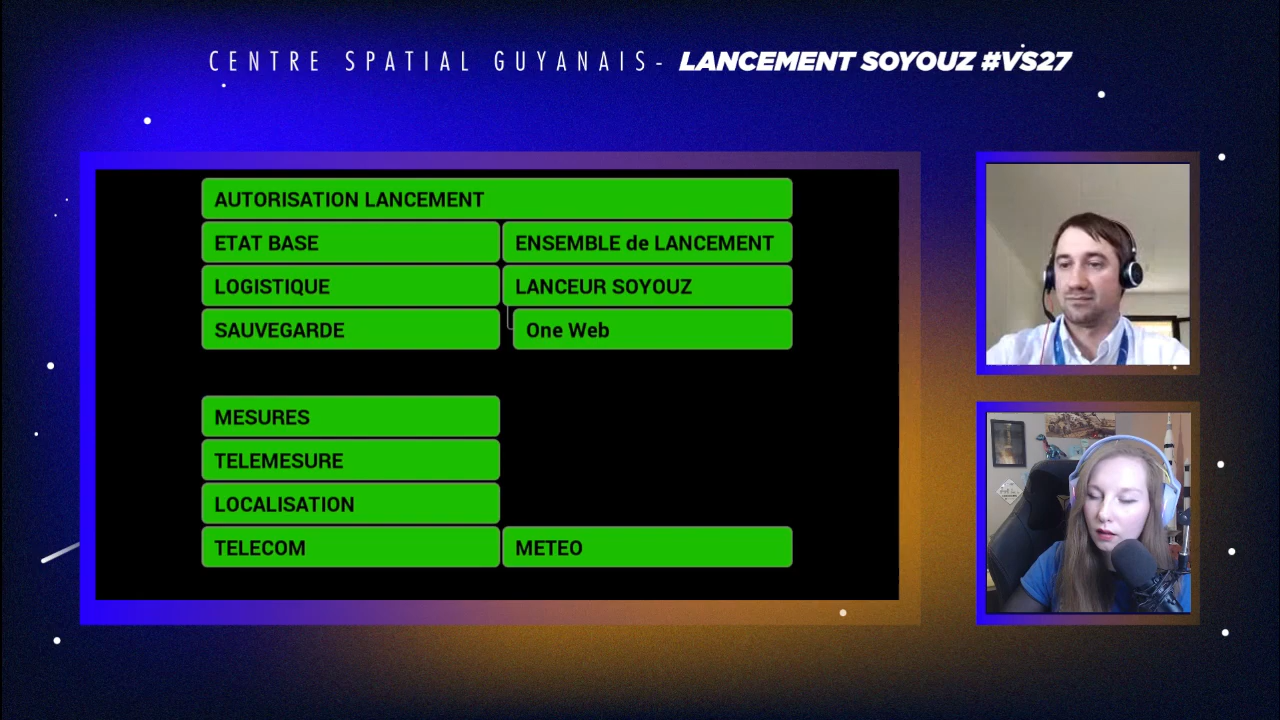 CENTRE SPATIAL GUYANAIS- LANCEMENT SOYOUZ #VS27
AUTORISATION LANCEMENT
ETAT BASE
ENSEMBLE de LANCEMENT
LOGISTIQUE
LANCEUR SOYOUZ
SAUVEGARDE
One Web
MESURES
TELEMESURE
LOCALISATION
TELECOM
METEO